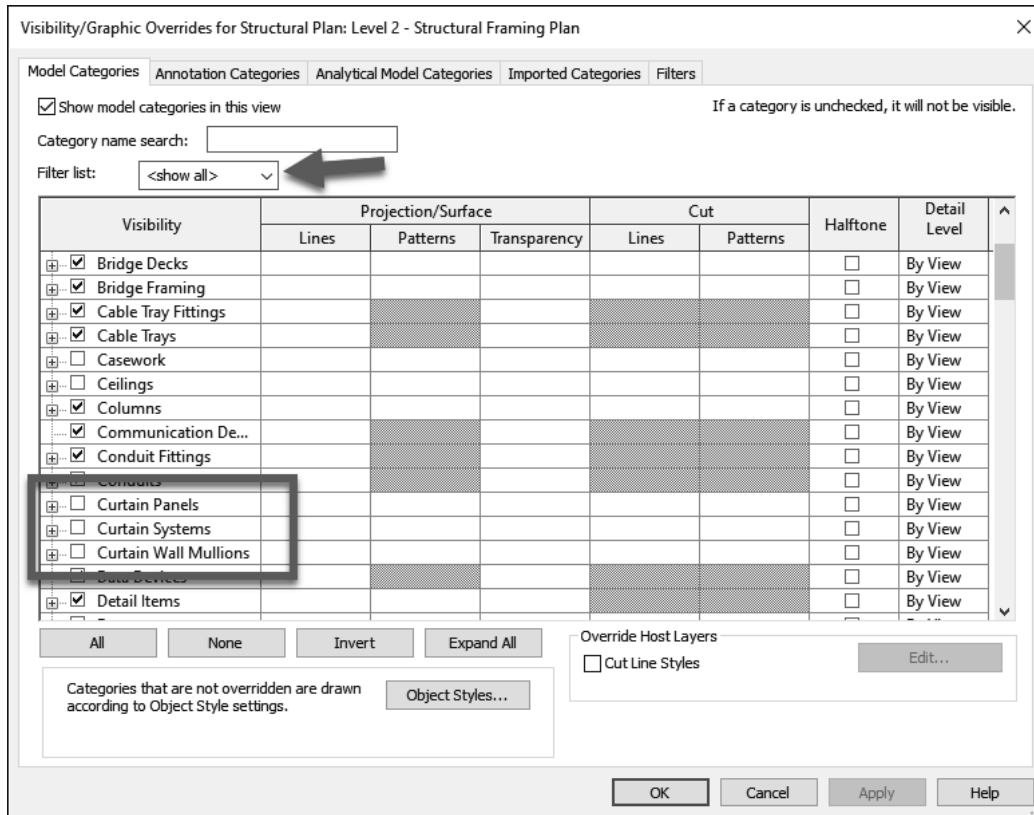 Visibility/Graphic Overrides for Structural Plan: Level 2 - Structural Framing Plan
Model Categories Annotation Categories Analytical Model Categories Imported Categories Filters
Show model categories in this view If a category is unchecked, it will not be visible.
Category name search:
Filter list: <show all>
Visibility Projection/Surface Cut Halftone Detail Level
Lines Patterns Transparency Lines Patterns
Bridge Decks By View
Bridge Framing By View
Cable Tray Fittings By View
Cable Trays By View
Casework By View
Ceilings By View
Columns By View
Communication De... By View
Conduit Fittings By View
Conduits By View
Curtain Panels By View
Curtain Systems By View
Curtain Wall Mullions By View
Data Devices By View
Detail Items By View
All None Invert Expand All Override Host Layers
Cut Line Styles Edit...
Categories that are not overridden are drawn
according to Object Style settings. Object Styles...
OK Cancel Apply Help